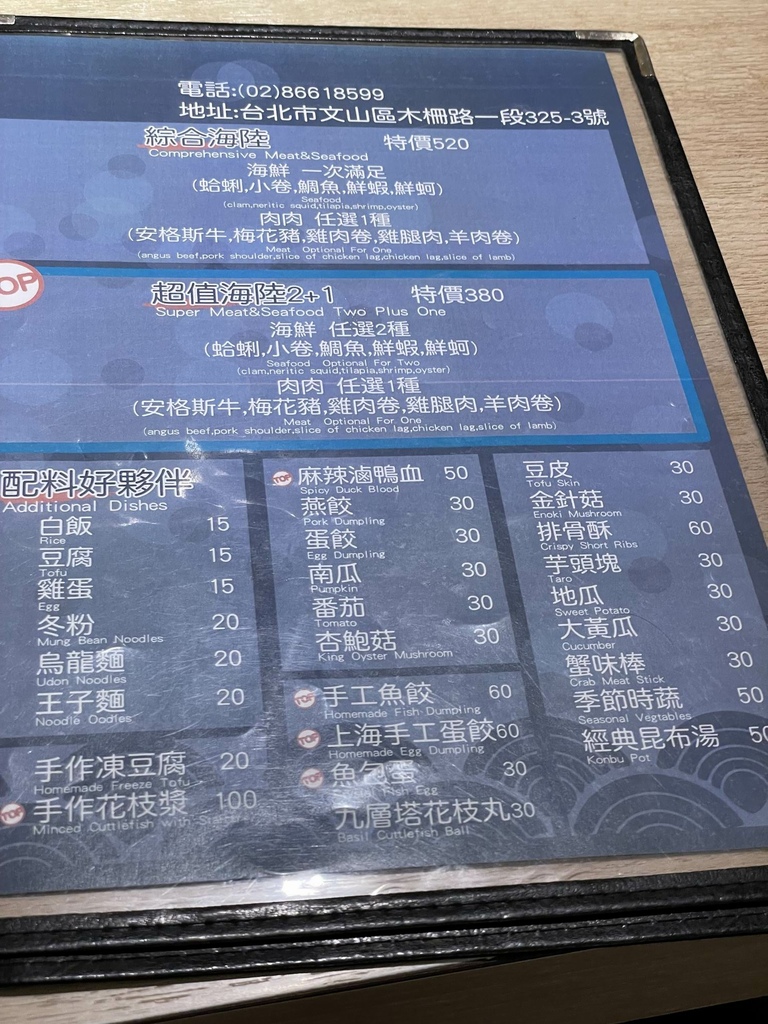 電話:(02)86618599
地址:台北市文山區木柵路一段325-3號
綜合海陸 特價520
Comprehensive Meat&Seafood
海鮮 一次滿足
(蛤蜊,小卷,鯛魚,鮮蝦,鮮蚵)
Seafood
(clam,neritic squid,tilapia,shrimp,oyster)
肉肉 任選1種
(安格斯牛,梅花豬,雞肉卷,雞腿肉,羊肉卷)
Meat Optional For One
(angus beef,pork shoulder,slice of chicken lag,chicken lag,slice of lamb)
TOP
超值海陸2+1 特價380
Super Meat&Seafood Two Plus One
海鮮 任選2種
(蛤蜊,小卷,鯛魚,鮮蝦,鮮蚵)
Seafood Optional For Two
(clam,neritic squid,tilapia,shrimp,oyster)
肉肉 任選1種
(安格斯牛,梅花豬,雞肉卷,雞腿肉,羊肉卷)
Meat Optional For One
(angus beef,pork shoulder,slice of chicken lag,chicken lag,slice of lamb)
配料好夥伴
Additional Dishes
白飯 15
Rice
豆腐 15
Tofu
雞蛋 15
Egg
冬粉 20
Mung Bean Noodles
烏龍麵 20
Udon Noodles
王子麵 20
Noodle Oodles
手作凍豆腐 20
Homemade Freeze Tofu
TOP 手作花枝漿 100
Minced Cuttlefish with
TOP 麻辣滷鴨血 50
Spicy Duck Blood
燕餃 30
Pork Dumpling
蛋餃 30
Egg Dumpling
南瓜 30
Pumpkin
番茄 30
Tomato
杏鮑菇 30
King Oyster Mushroom
TOP 手工魚餃 60
Homemade Fish Dumpling
TOP 上海手工蛋餃60
Homemade Egg Dumpling
TOP 魚包蛋 30
Fish Egg
九層塔花枝丸30
Basil Cuttlefish Ball
豆皮 30
Tofu Skin
金針菇 30
Enoki Mushroom
排骨酥 60
Crispy Short Ribs
芋頭塊 30
Taro
地瓜 30
Sweet Potato
大黃瓜 30
Cucumber
蟹味棒 30
Crab Meat Stick
季節時蔬 50
Seasonal Vegtables
經典昆布湯 50
Konbu Pot